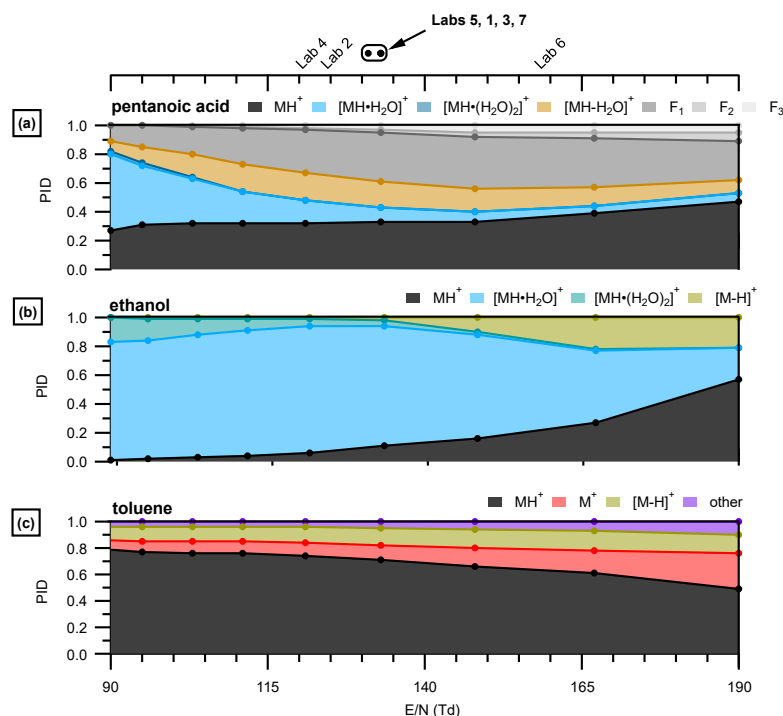 Labs 5, 1, 3, 7
Lab 4
Lab 2
Lab 6
pentanoic acid MH+ [MH•H2O]+ [MH•(H2O)2]+ [MH-H2O]+ F1 F2 F3
(a)
1.0
0.8
0.6
0.4
0.2
0.0
PID
MH+ [MH•H2O]+ [MH•(H2O)2]+ [M-H]+
(b)
ethanol
1.0
0.8
0.6
0.4
0.2
0.0
PID
MH+ M+ [M-H]+ other
(c)
toluene
1.0
0.8
0.6
0.4
0.2
0.0
PID
90 115 140 165 190
E/N (Td)